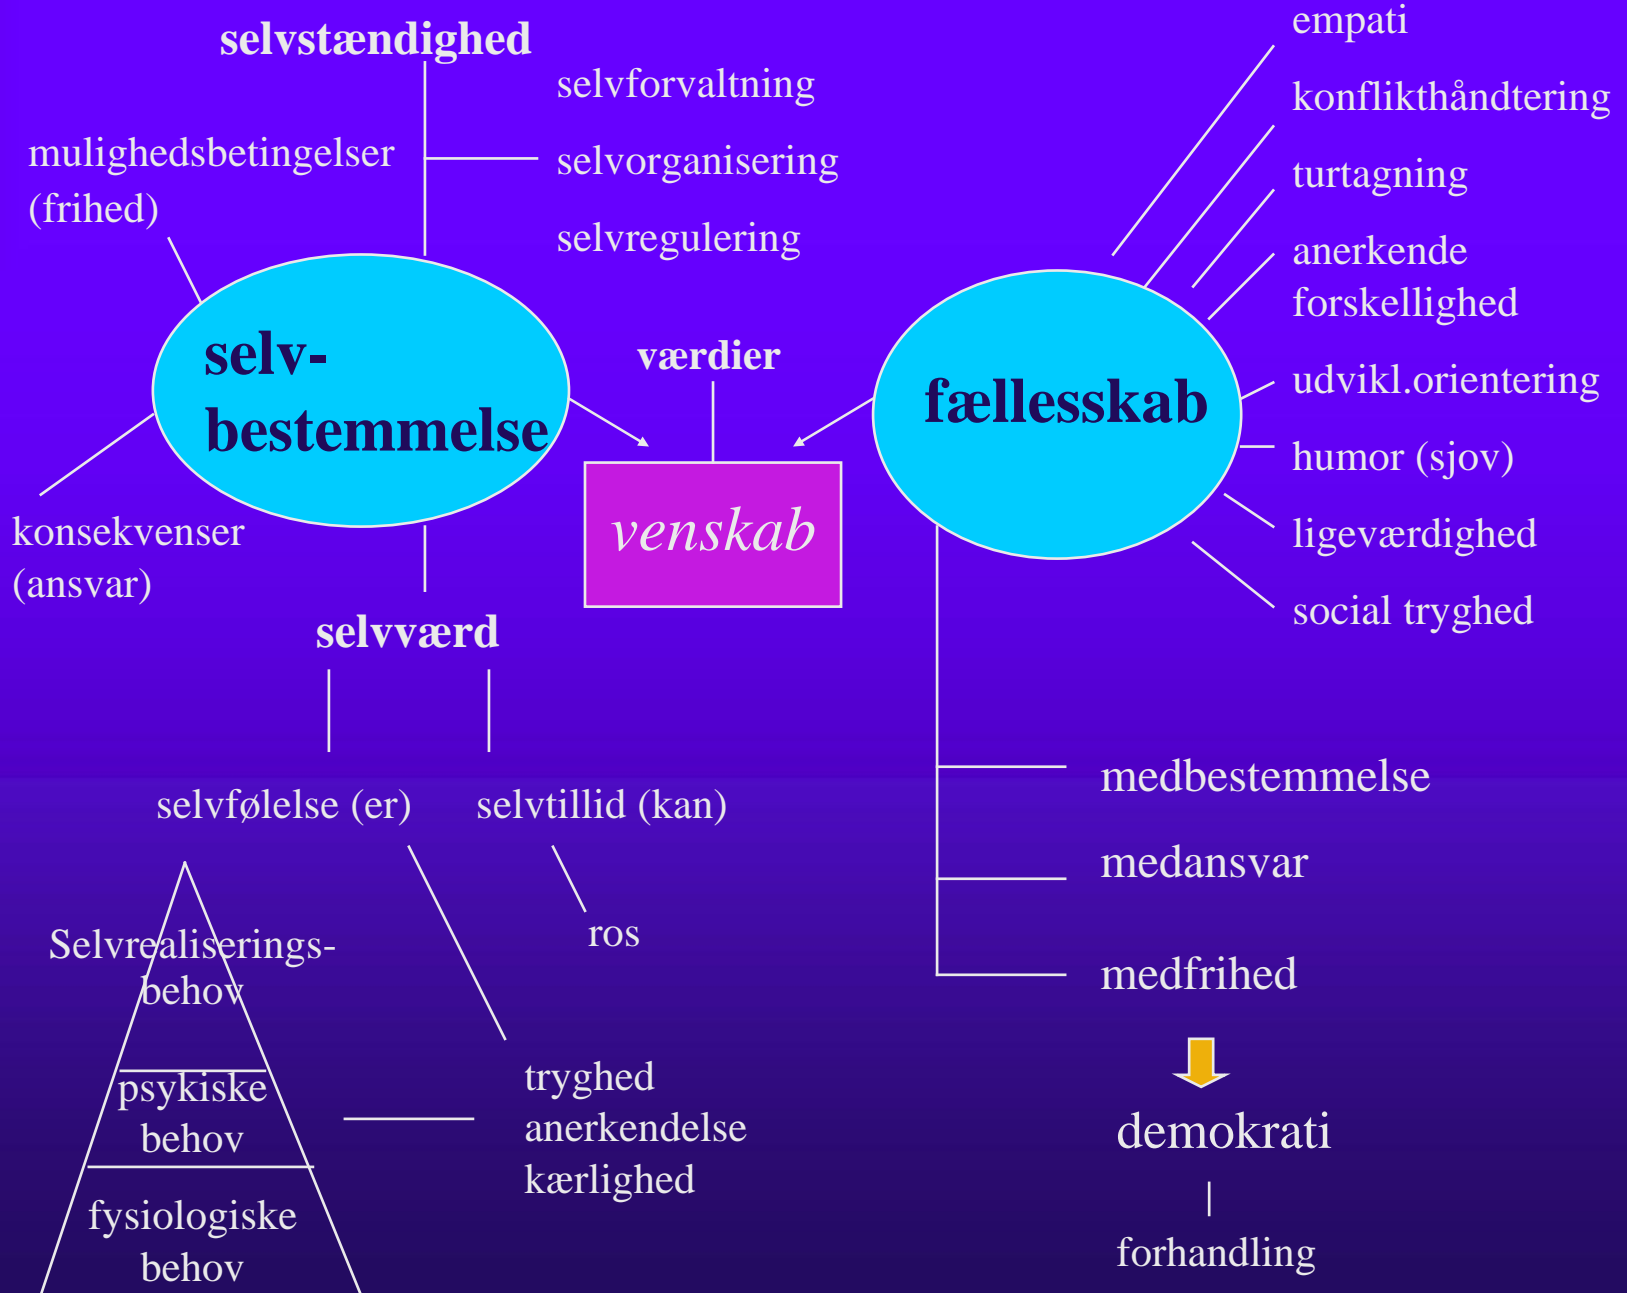 selvstændighed
selvforvaltning
selvorganisering
selvregulering
mulighedsbetingelser
(frihed)
selv-
bestemmelse
konsekvenser
(ansvar)
værdier
venskab
fællesskab
empati
konflikthåndtering
turtagning
anerkende
forskellighed
udvikl.orientering
humor (sjov)
ligeværdighed
social tryghed
selvværd
selvfølelse (er)
selvtillid (kan)
ros
Selvrealiserings-
behov
psykiske
behov
fysiologiske
behov
tryghed
anerkendelse
kærlighed
medbestemmelse
medansvar
medfrihed
demokrati
forhandling